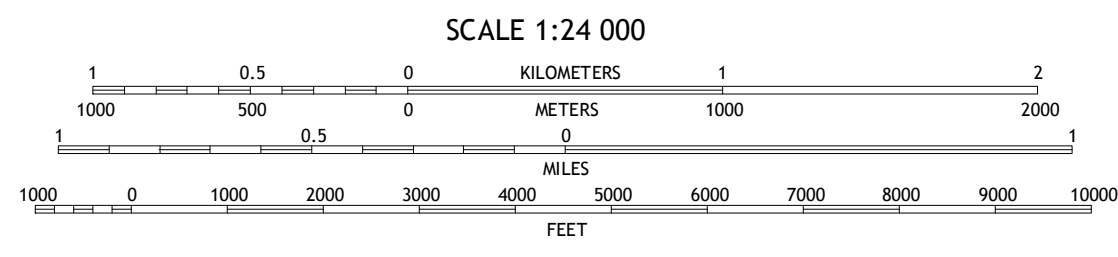 SCALE 1:24 000
1 0.5 0 KILOMETERS 1 2
1000 500 0 METERS 1000 2000
1 0.5 0 1
MILES
1000 0 1000 2000 3000 4000 5000 6000 7000 8000 9000 10000
FEET